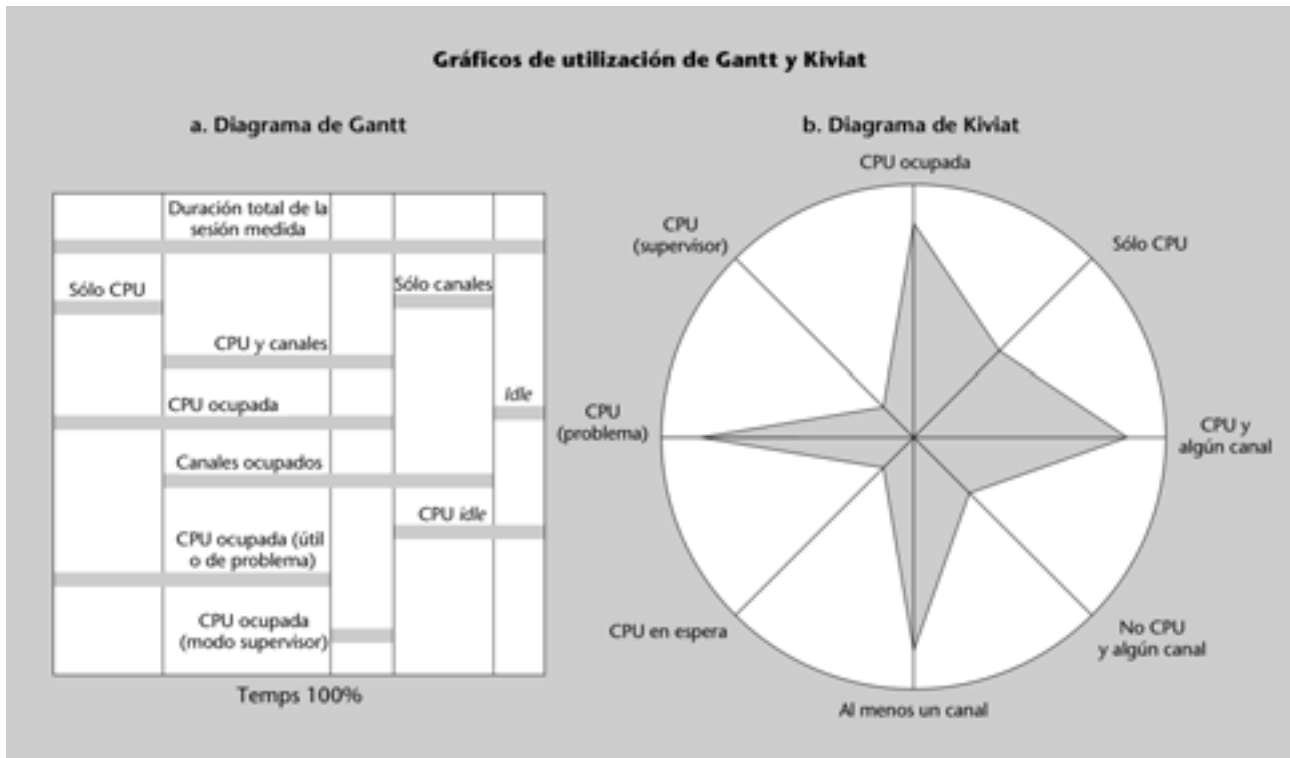 Gráficos de utilización de Gantt y Kiviat
a. Diagrama de Gantt
Duración total de la
sesión medida
Sólo CPU
Sólo canales
CPU y canales
CPU ocupada
Idle
Canales ocupados
CPU idle
CPU ocupada (útil
o de problema)
CPU ocupada
(modo supervisor)
Temps 100%
b. Diagrama de Kiviat
CPU ocupada
CPU
(supervisor)
Sólo CPU
CPU
(problema)
CPU y
algún canal
CPU en espera
No CPU
y algún canal
Al menos un canal